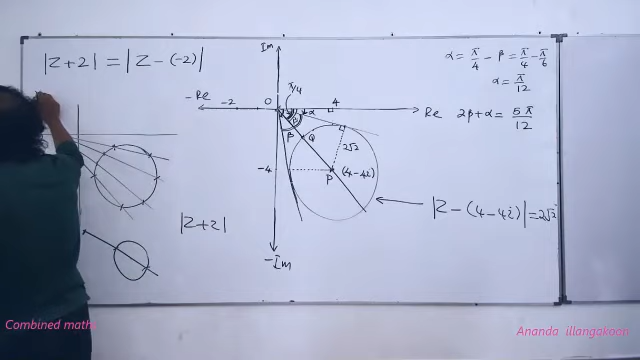 |Z+2| = |Z-(-2)|
Im
α = π/4 - β = π/4 - π/6
α = π/12
2β+α = 5π/12
π/4
-Re
-2
O
α
4
Re
β
β
Q
2√2
-4
P
(4-4i)
|Z-(4-4i)| = 2√2
|Z+2|
-Im
Combined maths
Ananda illangakoon